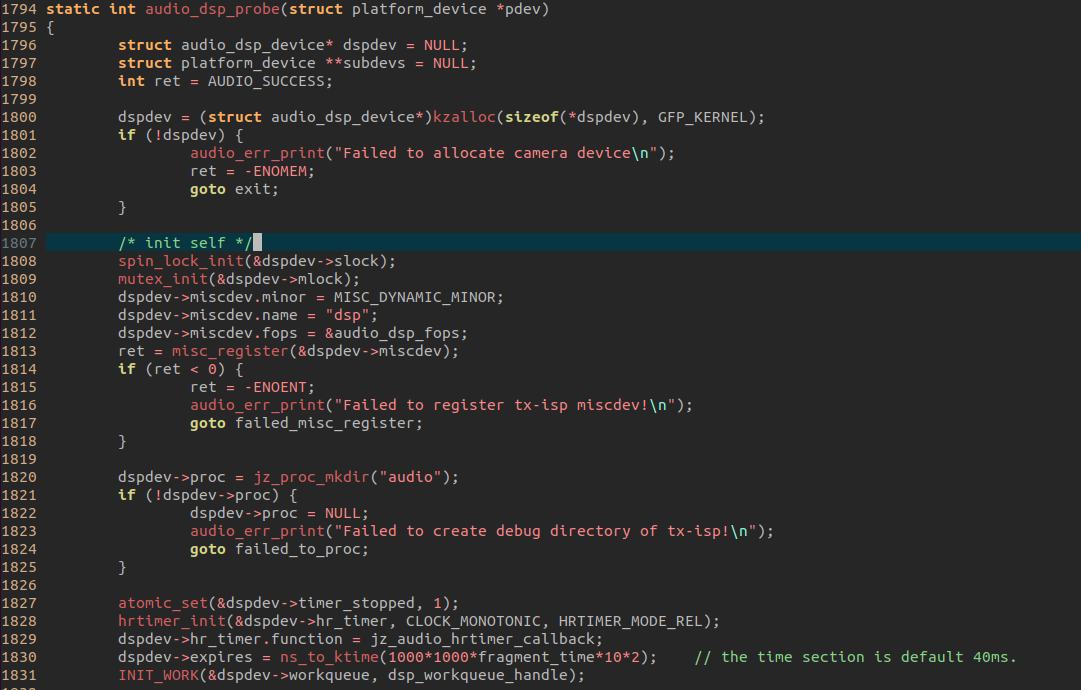 1794 static int audio_dsp_probe(struct platform_device *pdev)
1795 {
1796         struct audio_dsp_device* dspdev = NULL;
1797         struct platform_device **subdevs = NULL;
1798         int ret = AUDIO_SUCCESS;
1799
1800         dspdev = (struct audio_dsp_device*)kzalloc(sizeof(*dspdev), GFP_KERNEL);
1801         if (!dspdev) {
1802                 audio_err_print("Failed to allocate camera device\n");
1803                 ret = -ENOMEM;
1804                 goto exit;
1805         }
1806
1807         /* init self */
1808         spin_lock_init(&dspdev->slock);
1809         mutex_init(&dspdev->mlock);
1810         dspdev->miscdev.minor = MISC_DYNAMIC_MINOR;
1811         dspdev->miscdev.name = "dsp";
1812         dspdev->miscdev.fops = &audio_dsp_fops;
1813         ret = misc_register(&dspdev->miscdev);
1814         if (ret < 0) {
1815                 ret = -ENOENT;
1816                 audio_err_print("Failed to register tx-isp miscdev!\n");
1817                 goto failed_misc_register;
1818         }
1819
1820         dspdev->proc = jz_proc_mkdir("audio");
1821         if (!dspdev->proc) {
1822                 dspdev->proc = NULL;
1823                 audio_err_print("Failed to create debug directory of tx-isp!\n");
1824                 goto failed_to_proc;
1825         }
1826
1827         atomic_set(&dspdev->timer_stopped, 1);
1828         hrtimer_init(&dspdev->hr_timer, CLOCK_MONOTONIC, HRTIMER_MODE_REL);
1829         dspdev->hr_timer.function = jz_audio_hrtimer_callback;
1830         dspdev->expires = ns_to_ktime(1000*1000*fragment_time*10*2);    // the time section is default 40ms.
1831         INIT_WORK(&dspdev->workqueue, dsp_workqueue_handle);